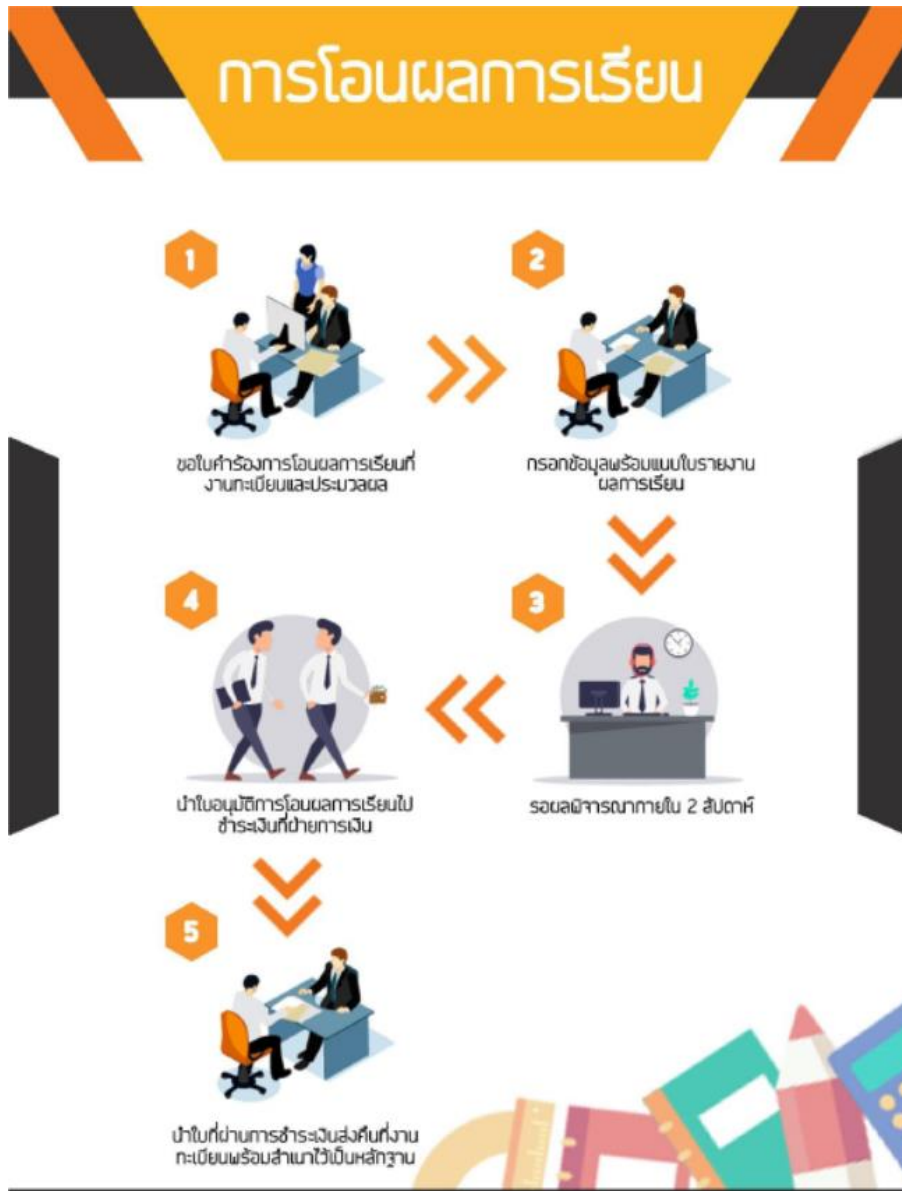 การโอนผลการเรียน
1
ขอใบคำร้องการโอนผลการเรียนที่
งานทะเบียนและประมวลผล
2
กรอกข้อมูลพร้อมแนบใบรายงาน
ผลการเรียน
3
รอผลพิจารณาภายใน 2 สัปดาห์
4
นำใบอนุมัติการโอนผลการเรียนไป
ชำระเงินที่ฝ่ายการเงิน
5
นำใบที่ผ่านการชำระเงินส่งคืนที่งาน
ทะเบียนพร้อมสำเนาไว้เป็นหลักฐาน